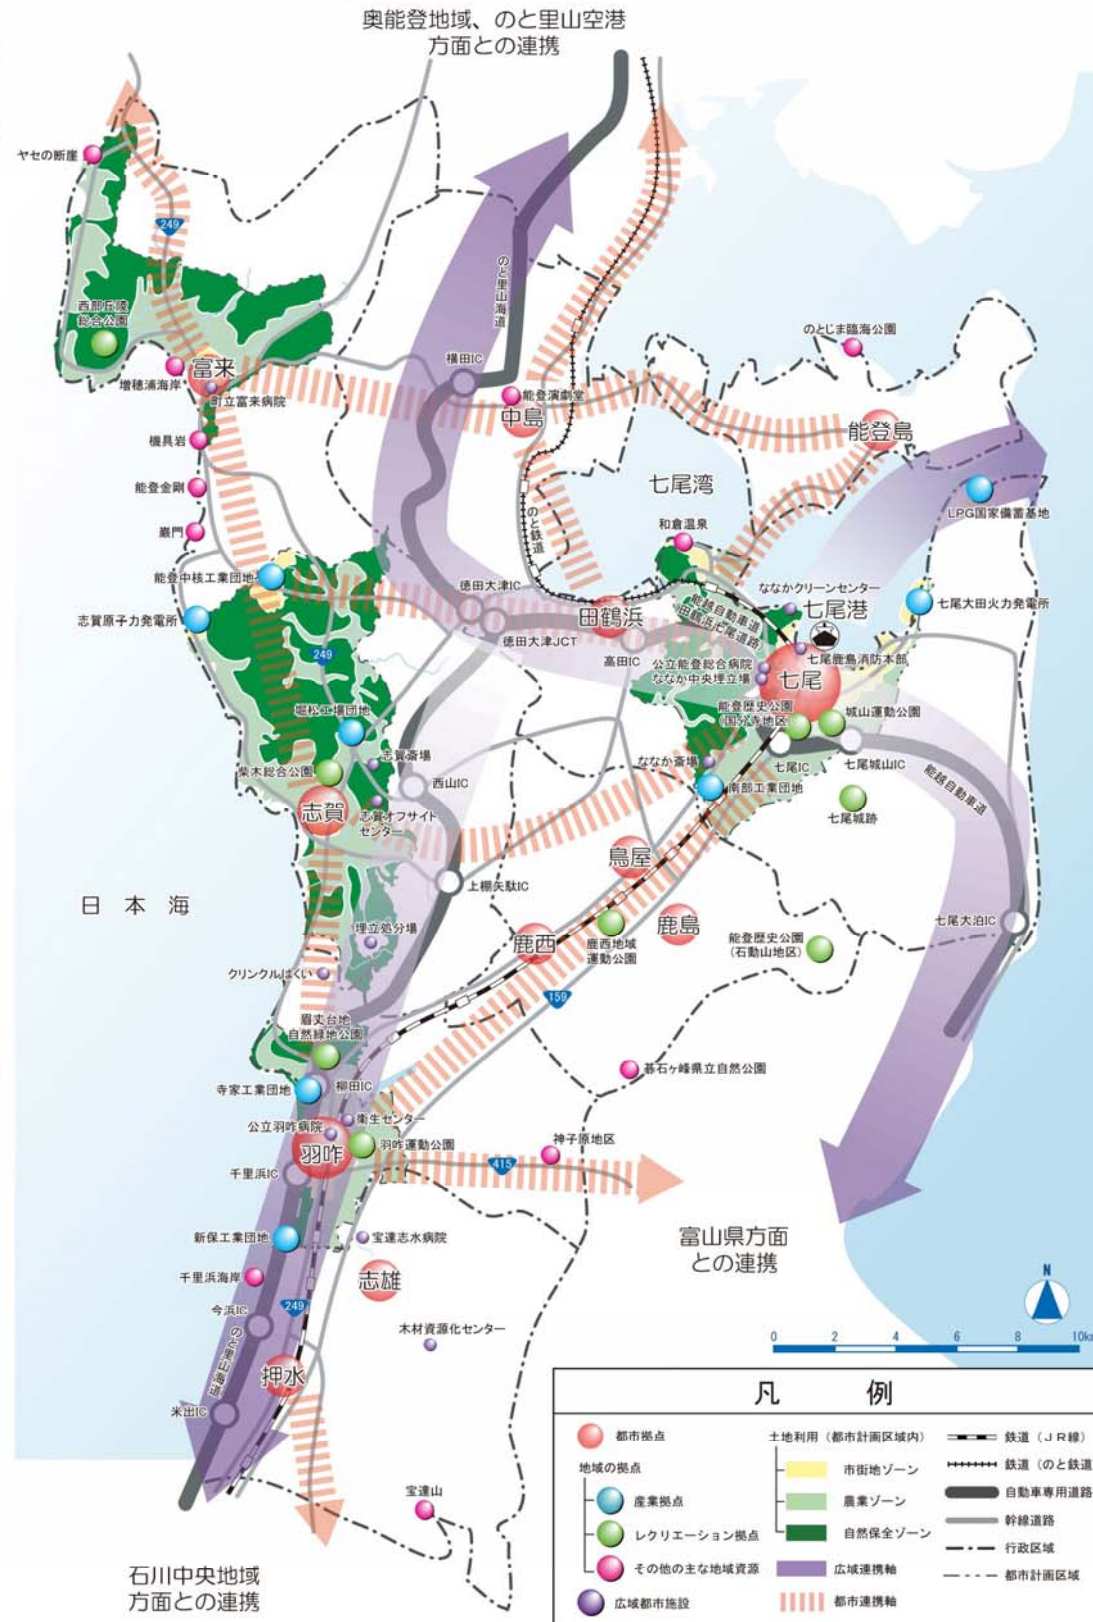 奥能登地域、のと里山空港
方面との連携
ヤセの断崖
249
西部丘陵
総合公園
のと里山海道
のとじま臨海公園
横田IC
増穂浦海岸
富来
町立富来病院
能登演劇堂
中島
能登島
機具岩
能登金剛
巌門
七尾湾
のと鉄道
和倉温泉
LPG国家備蓄基地
能登中核工業団地
志賀原子力発電所
徳田大津IC
徳田大津JCT
田鶴浜
高田IC
能越自動車道
(田鶴浜七尾道路)
ななかクリーンセンター
七尾港
七尾大田火力発電所
七尾鹿島消防本部
公立能登総合病院
ななか中央埋立場
七尾
249
堀松工場団地
能登歴史公園
(国分寺地区)
城山運動公園
志賀斎場
柴木総合公園
西山IC
ななか斎場
七尾IC
七尾城山IC
能越自動車道
南部工業団地
七尾城跡
志賀
志賀オフサイト
センター
鳥屋
上棚矢駄IC
日本海
鹿島
七尾大泊IC
埋立処分場
鹿西
鹿西地域
運動公園
能登歴史公園
(石動山地区)
クリンクルはくい
159
眉丈台地
自然緑地公園
碁石ヶ峰県立自然公園
寺家工業団地
柳田IC
衛生センター
公立羽咋病院
羽咋
羽咋運動公園
神子原地区
千里浜IC
415
新保工業団地
宝達志水病院
富山県方面
との連携
千里浜海岸
志雄
今浜IC
249
木材資源化センター
のと里山海道
押水
米出IC
宝達山
石川中央地域
方面との連携
N
0 2 4 6 8 10km
凡 例
都市拠点
地域の拠点
産業拠点
レクリエーション拠点
その他の主な地域資源
広域都市施設
土地利用（都市計画区域内）
市街地ゾーン
農業ゾーン
自然保全ゾーン
広域連携軸
都市連携軸
鉄道（ＪＲ線）
鉄道（のと鉄道
自動車専用道路
幹線道路
行政区域
都市計画区域